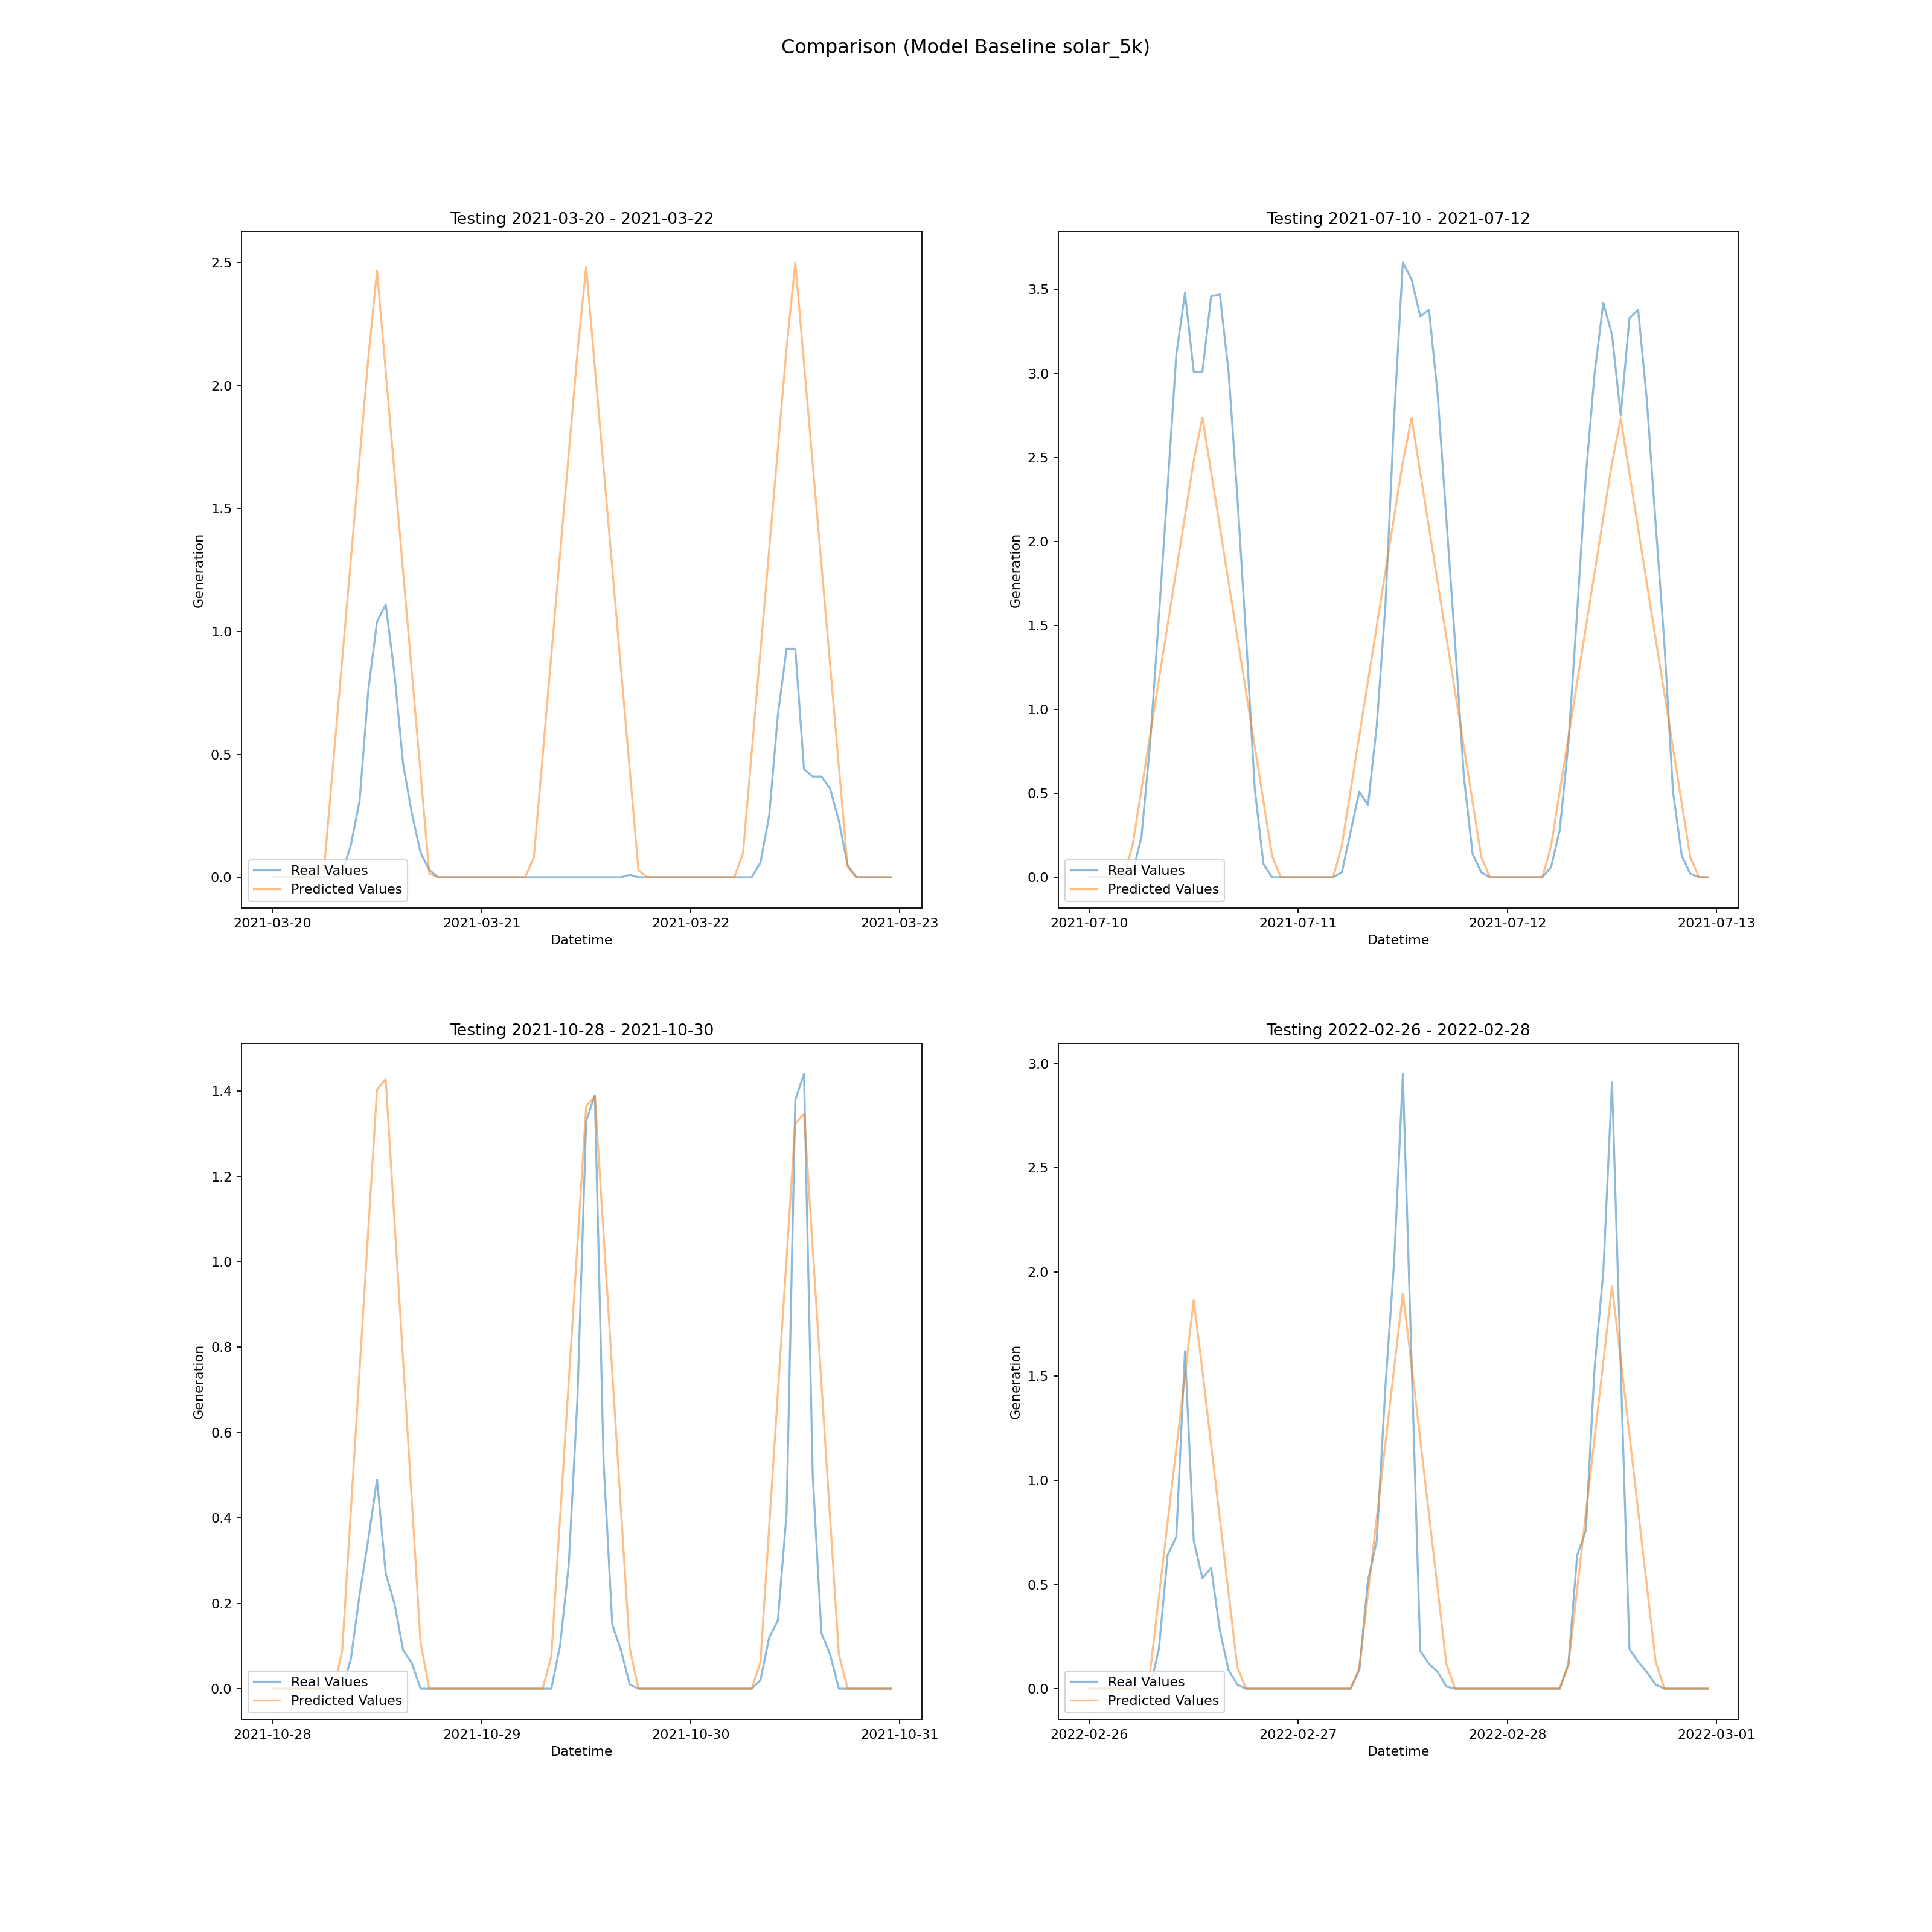 Comparison (Model Baseline solar_5k)
Testing 2021-03-20 - 2021-03-22
Generation
2.5
2.0
1.5
1.0
0.5
0.0
Real Values
Predicted Values
2021-03-20 2021-03-21 2021-03-22 2021-03-23
Datetime
Testing 2021-07-10 - 2021-07-12
Generation
3.5
3.0
2.5
2.0
1.5
1.0
0.5
0.0
Real Values
Predicted Values
2021-07-10 2021-07-11 2021-07-12 2021-07-13
Datetime
Testing 2021-10-28 - 2021-10-30
Generation
1.4
1.2
1.0
0.8
0.6
0.4
0.2
0.0
Real Values
Predicted Values
2021-10-28 2021-10-29 2021-10-30 2021-10-31
Datetime
Testing 2022-02-26 - 2022-02-28
Generation
3.0
2.5
2.0
1.5
1.0
0.5
0.0
Real Values
Predicted Values
2022-02-26 2022-02-27 2022-02-28 2022-03-01
Datetime